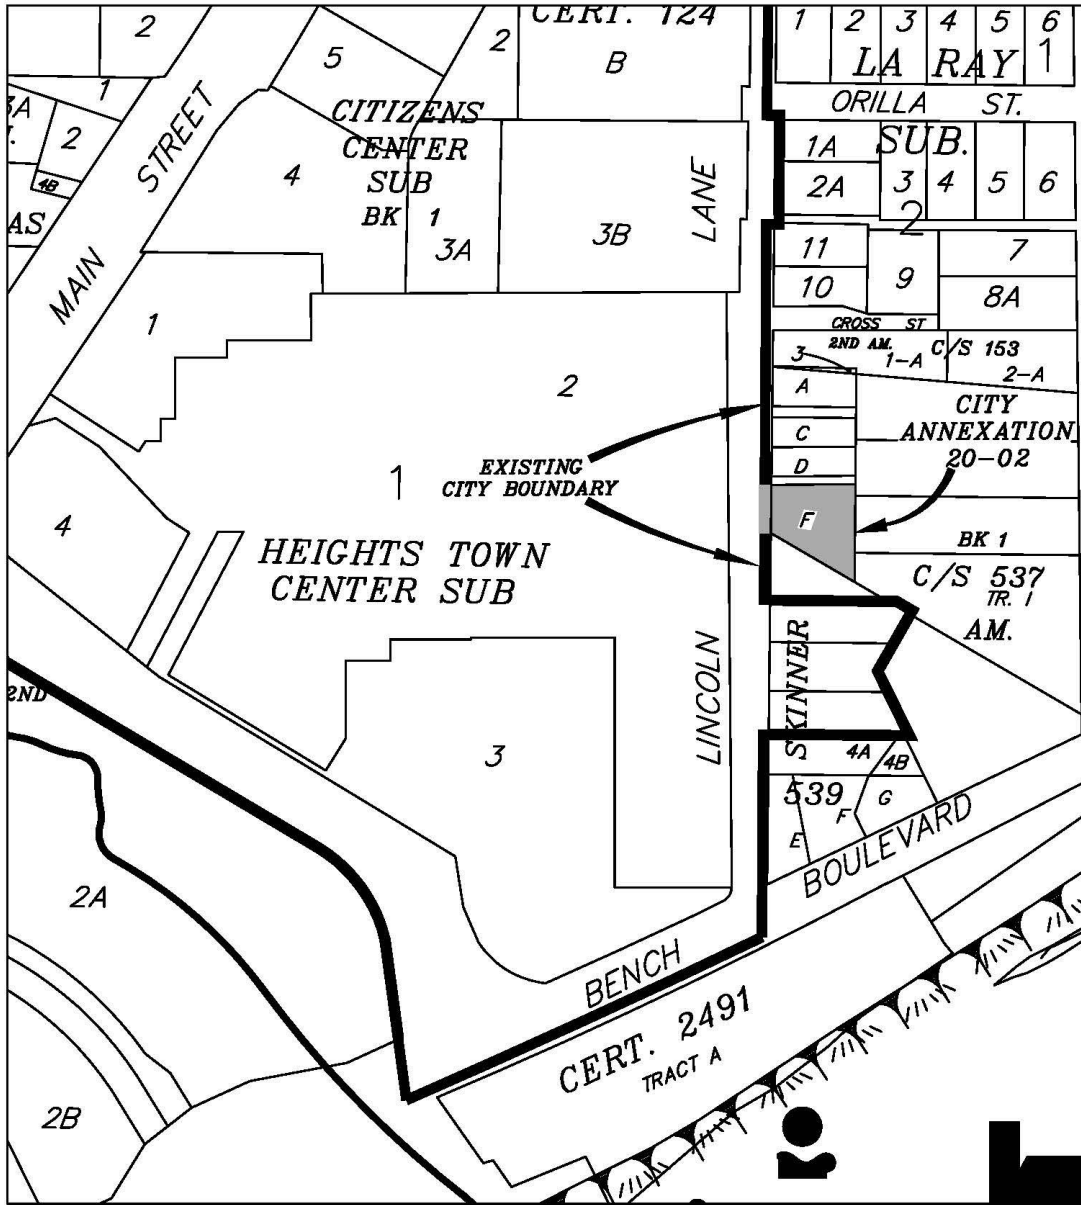 2
5
2
CERT. 124
B
1
2
3
4
5
6
LA RAY
1
ORILLA ST.
SUB.
1A
2A
3
4
5
6
2
1
3A
2
4B
AS
MAIN STREET
CITIZENS
CENTER
SUB
BK 1
4
3A
3B
LANE
11
10
9
7
8A
CROSS ST
2ND AM.
C/S 153
3
1-A
2-A
A
C
D
F
CITY
ANNEXATION
20-02
BK 1
C/S 537
TR. 1
AM.
1
2
EXISTING
CITY BOUNDARY
1
4
HEIGHTS TOWN
CENTER SUB
LINCOLN
SKINNER
2ND
3
4A
4B
539
F
G
E
BENCH
BOULEVARD
2A
CERT. 2491
TRACT A
2B